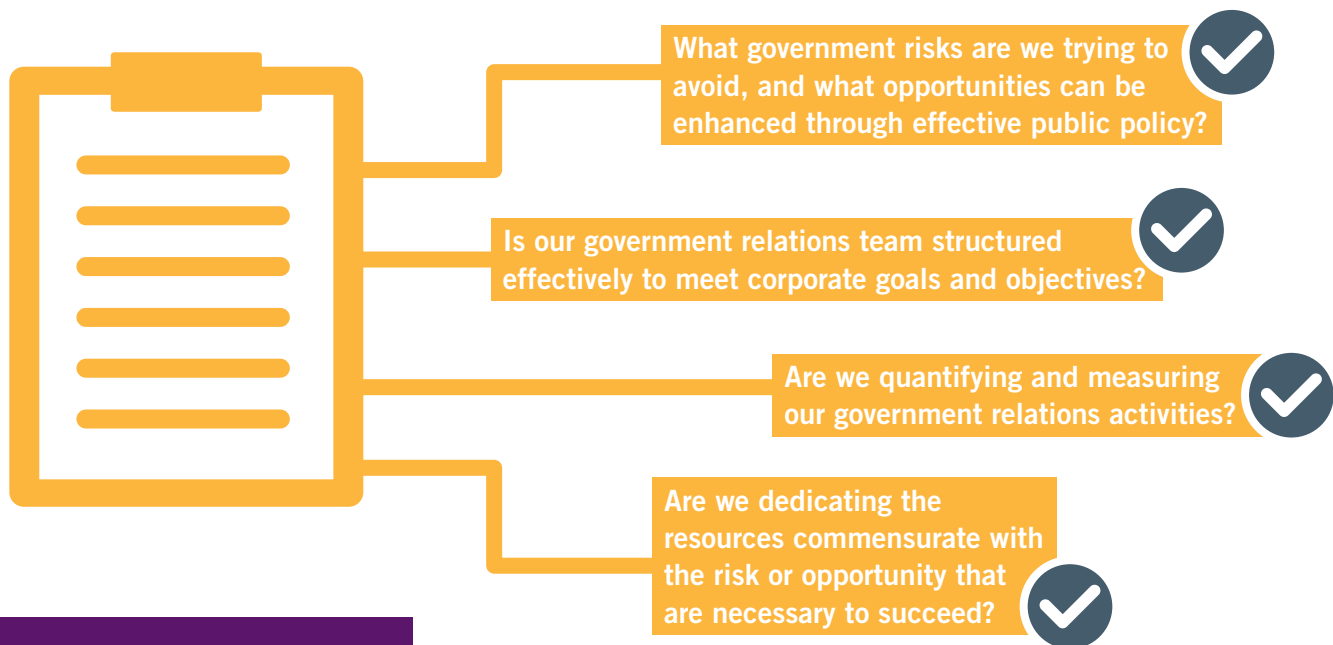 What government risks are we trying to
avoid, and what opportunities can be
enhanced through effective public policy?
Is our government relations team structured
effectively to meet corporate goals and objectives?
Are we quantifying and measuring
our government relations activities?
Are we dedicating the
resources commensurate with
the risk or opportunity that
are necessary to succeed?